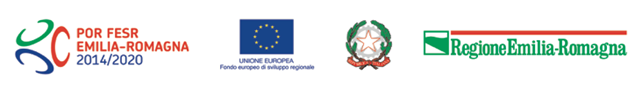 POR FESR
EMILIA-ROMAGNA
2014/2020
UNIONE EUROPEA
Fondo europeo di sviluppo regionale
RegioneEmilia-Romagna